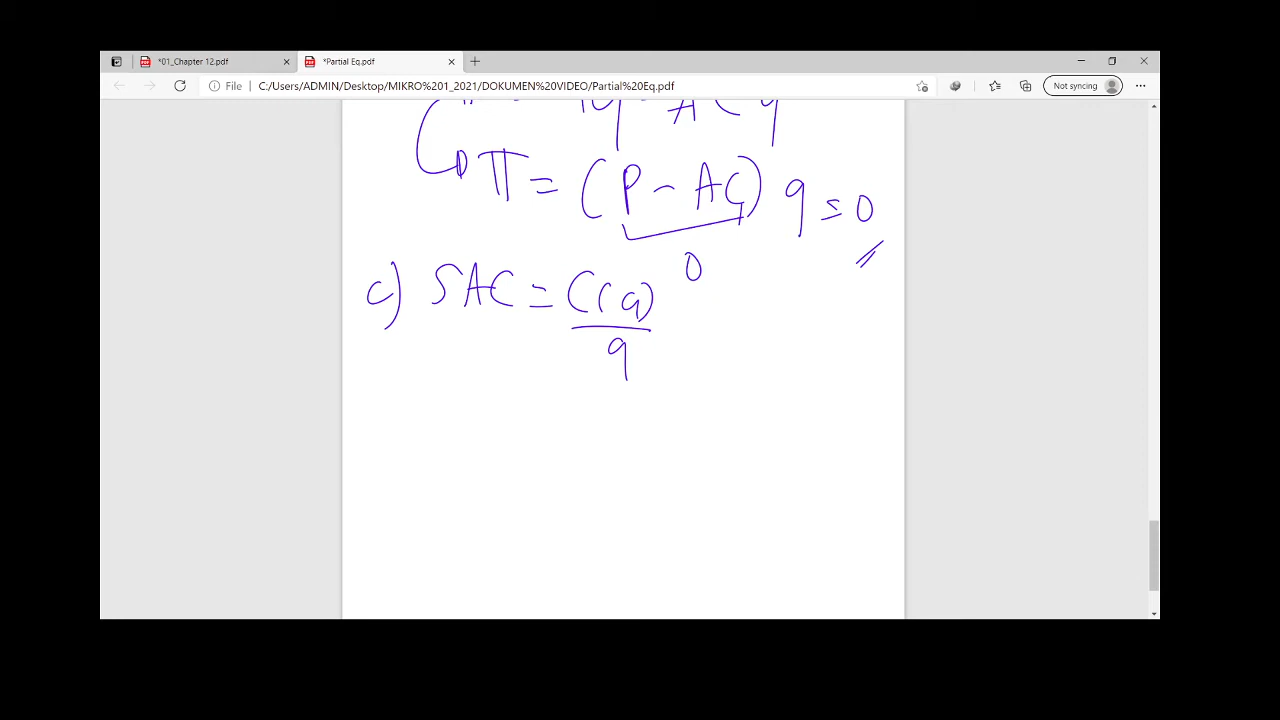 *01_Chapter 12.pdf
*Partial Eq.pdf
File
C:/Users/ADMIN/Desktop/MIKRO%201_2021/DOKUMEN%20VIDEO/Partial%20Eq.pdf
Not syncing
π = (P - AC) q = 0
0
c) SAC = C(q)
q